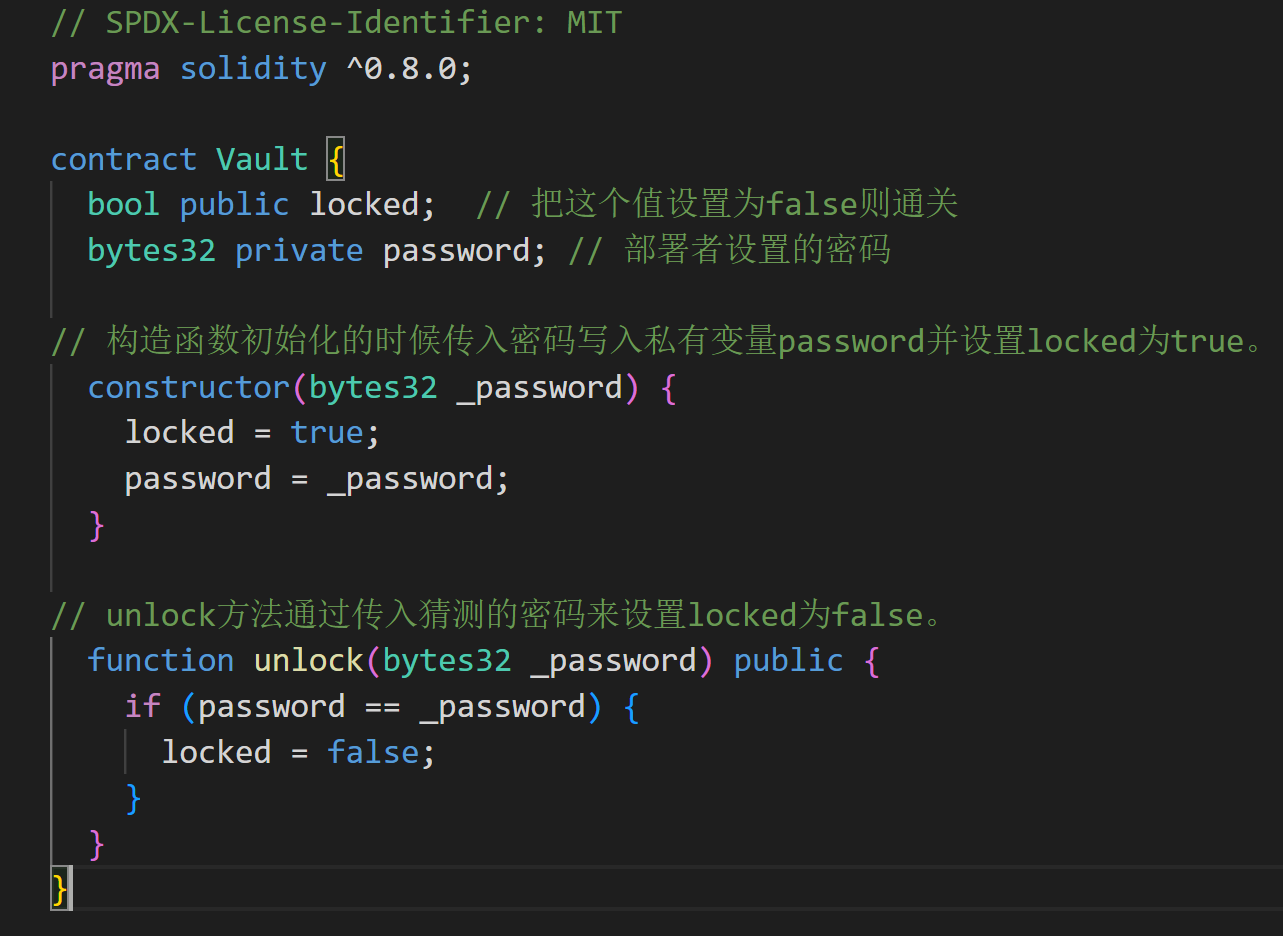 // SPDX-License-Identifier: MIT
pragma solidity ^0.8.0;
contract Vault {
bool public locked;  // 把这个值设置为false则通关
bytes32 private password; // 部署者设置的密码
// 构造函数初始化的时候传入密码写入私有变量password并设置locked为true。
constructor(bytes32 _password) {
locked = true;
password = _password;
}
// unlock方法通过传入猜测的密码来设置locked为false。
function unlock(bytes32 _password) public {
if (password == _password) {
locked = false;
}
}
}